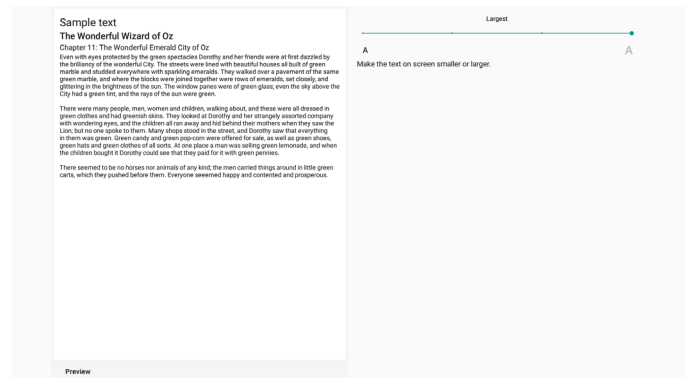 Sample text
The Wonderful Wizard of Oz
Chapter 11: The Wonderful Emerald City of Oz
Even with eyes protected by the green spectacles Dorothy and her friends were at first dazzled by
the brilliancy of the wonderful City. The streets were lined with beautiful houses all built of green
marble and studded everywhere with sparkling emeralds. They walked over a pavement of the same
green marble, and where the blocks were joined together were rows of emeralds, set closely, and
glittering in the brightness of the sun. The window panes were of green glass; even the sky above the
City had a green tint, and the rays of the sun were green.
There were many people, men, women and children, walking about, and these were all dressed in
green clothes and had greenish skins. They looked at Dorothy and her strangely assorted company
with wondering eyes, and the children all ran away and hid behind their mothers when they saw the
Lion; but no one spoke to them. Many shops stood in the street, and Dorothy saw that everything
in them was green. Green candy and green pop-corn were offered for sale, as well as green shoes,
green hats and green clothes of all sorts. At one place a man was selling green lemonade, and when
the children bought it Dorothy could see that they paid for it with green pennies.
There seemed to be no horses nor animals of any kind; the men carried things around in little green
carts, which they pushed before them. Everyone seeemed happy and contented and prosperous.
Preview
Largest
A A
Make the text on screen smaller or larger.